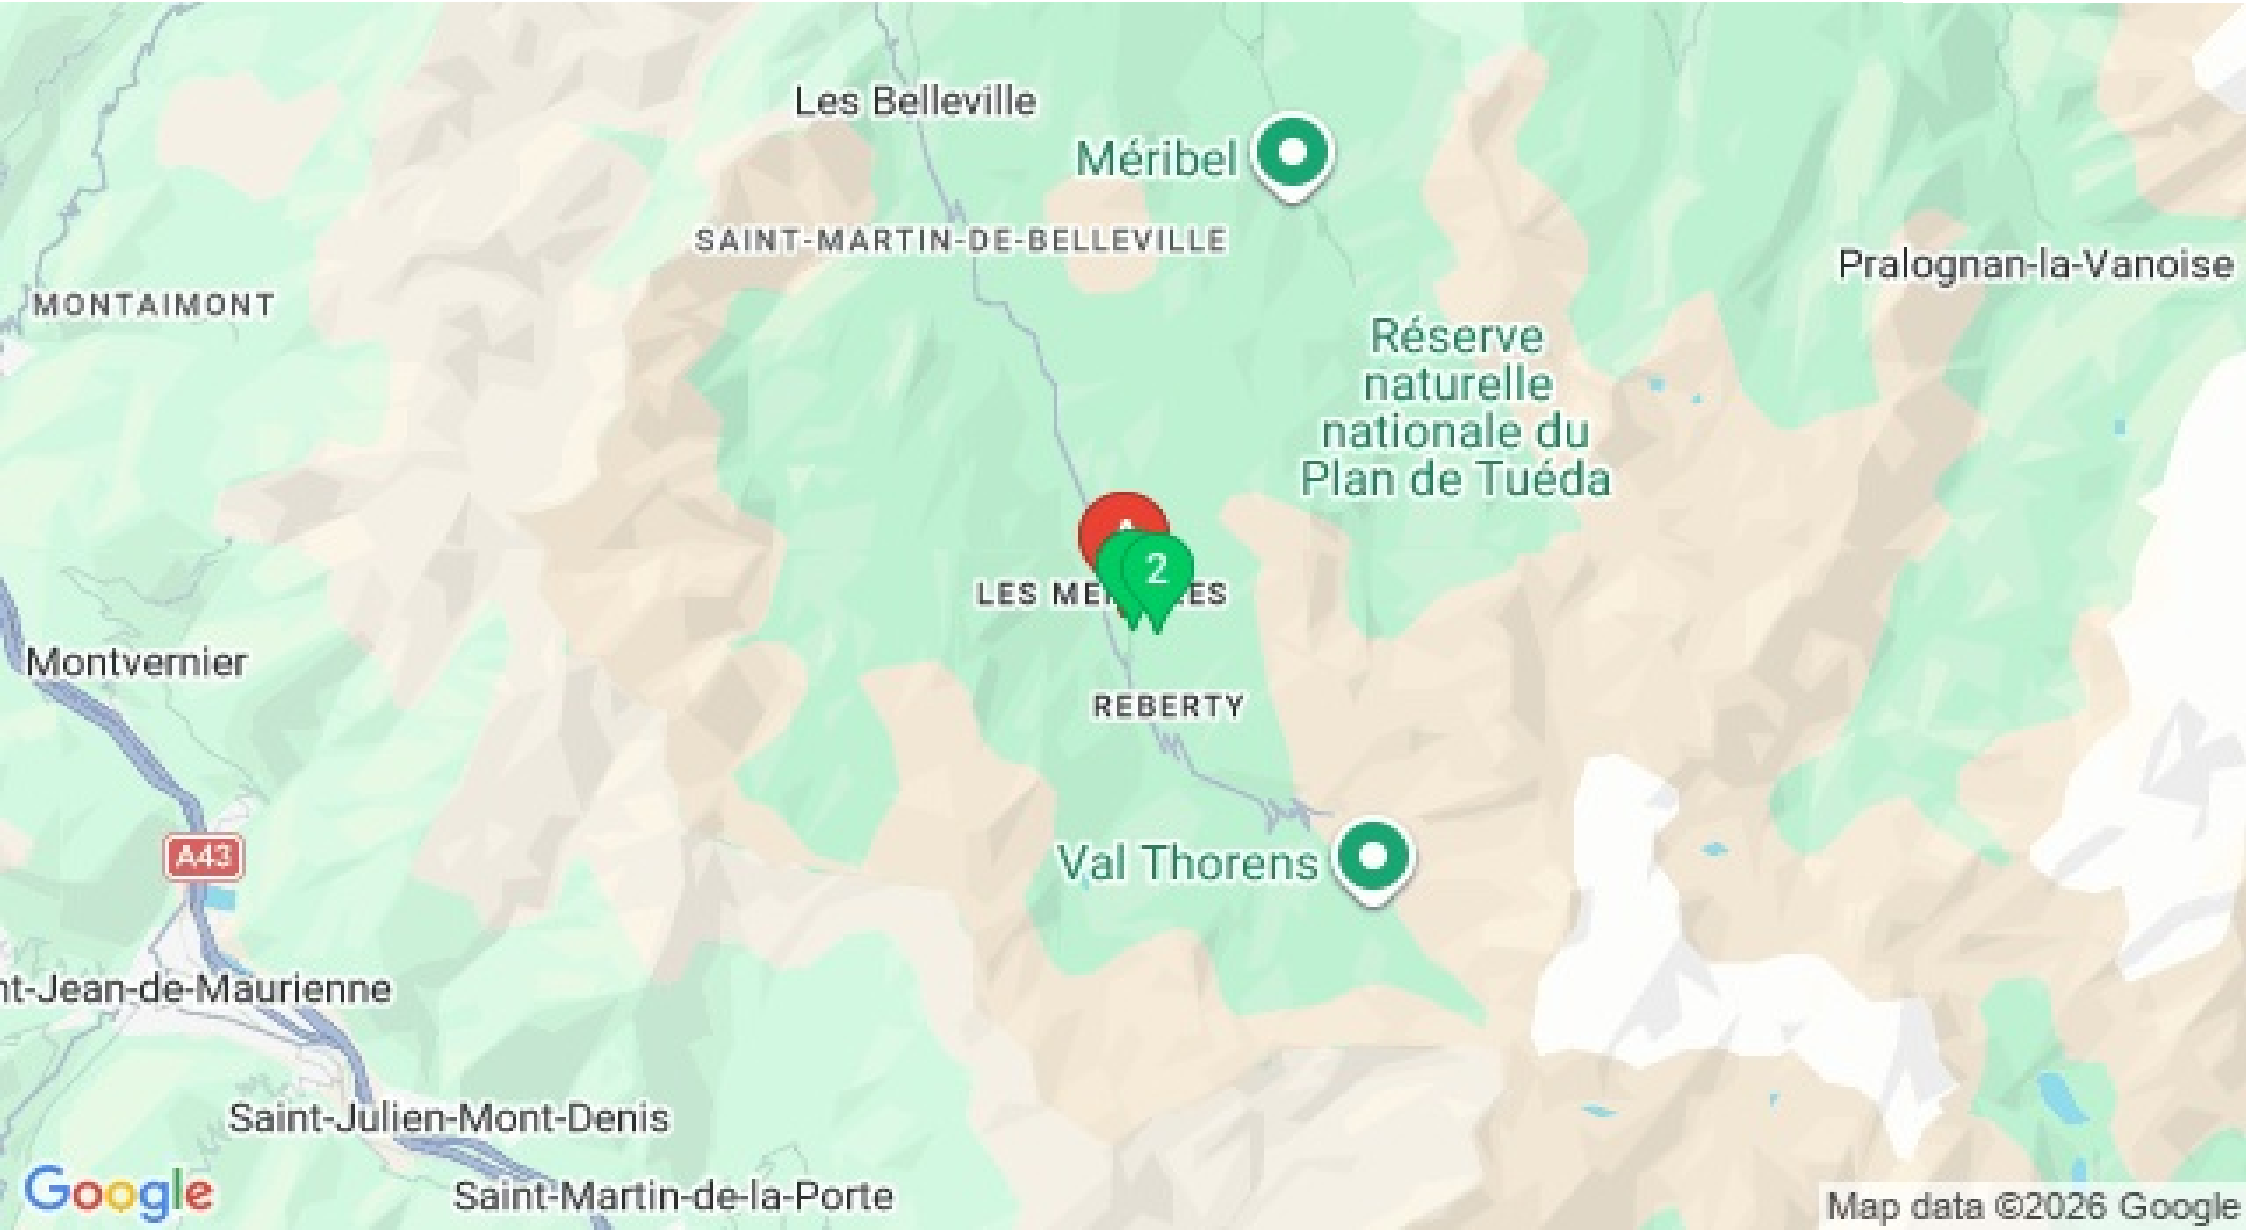 Les Belleville
Méribel
SAINT-MARTIN-DE-BELLEVILLE
Pralognan-la-Vanoise
MONTAIMONT
Réserve
naturelle
nationale du
Plan de Tuéda
2
Montvernier
REBERTY
A43
Val Thorens
nt-Jean-de-Maurienne
Saint-Julien-Mont-Denis
Saint-Martin-de-la-Porte
Google
Map data ©2026 Google